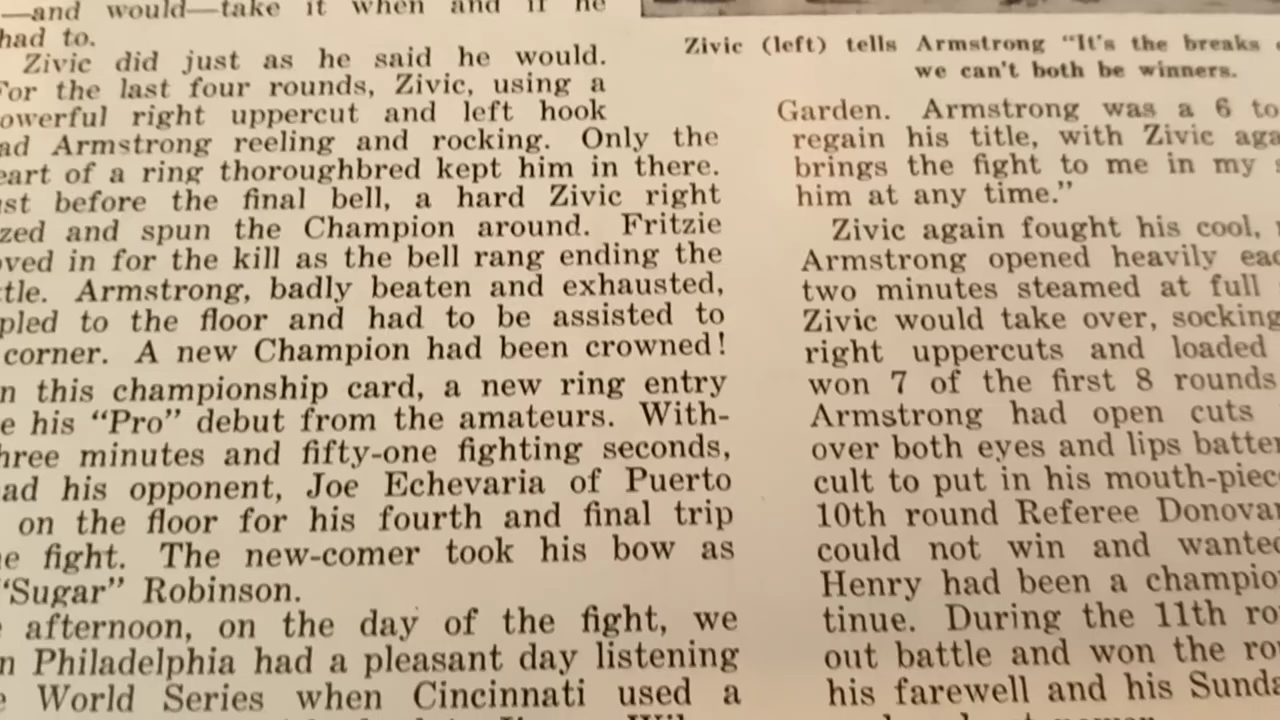 —and would—take it when and if he
had to.
Zivic did just as he said he would.
For the last four rounds, Zivic, using a
owerful right uppercut and left hook
ad Armstrong reeling and rocking. Only the
eart of a ring thoroughbred kept him in there.
ust before the final bell, a hard Zivic right
zed and spun the Champion around. Fritzie
oved in for the kill as the bell rang ending the
ttle. Armstrong, badly beaten and exhausted,
pled to the floor and had to be assisted to
corner. A new Champion had been crowned!
n this championship card, a new ring entry
e his "Pro" debut from the amateurs. With-
hree minutes and fifty-one fighting seconds,
ad his opponent, Joe Echevaria of Puerto
on the floor for his fourth and final trip
e fight. The new-comer took his bow as
"Sugar" Robinson.
afternoon, on the day of the fight, we
n Philadelphia had a pleasant day listening
e World Series when Cincinnati used a
Zivic (left) tells Armstrong "It's the breaks
we can't both be winners.
Garden. Armstrong was a 6 to
regain his title, with Zivic aga
brings the fight to me in my
him at any time."
Zivic again fought his cool,
Armstrong opened heavily eac
two minutes steamed at full
Zivic would take over, socking
right uppercuts and loaded
won 7 of the first 8 rounds
Armstrong had open cuts
over both eyes and lips batter
cult to put in his mouth-piec
10th round Referee Donovan
could not win and wanted
Henry had been a champio
tinue. During the 11th ro
out battle and won the ro
his farewell and his Sunda